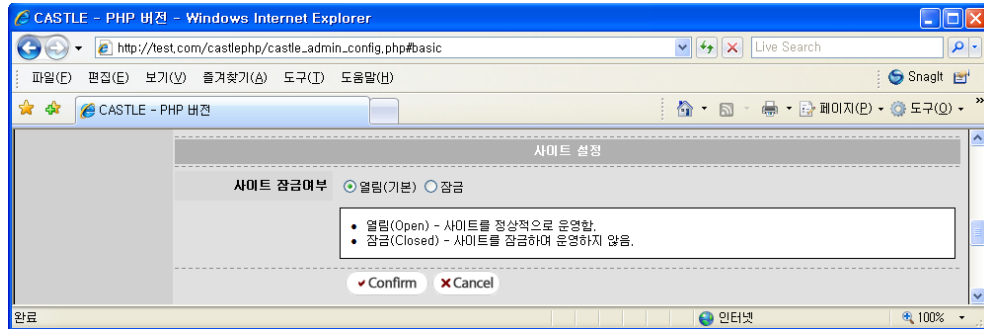 CASTLE - PHP 버전 - Windows Internet Explorer
http://test.com/castlephp/castle_admin_config.php#basic
Live Search
파일(F) 편집(E) 보기(V) 즐겨찾기(A) 도구(T) 도움말(H)
SnagIt
CASTLE - PHP 버전
페이지(P) 도구(O) »
사이트 설정
사이트 잠금여부 열림(기본) 잠금
• 열림(Open) - 사이트를 정상적으로 운영함.
• 잠금(Closed) - 사이트를 잠금하여 운영하지 않음.
Confirm Cancel
완료 인터넷 100%